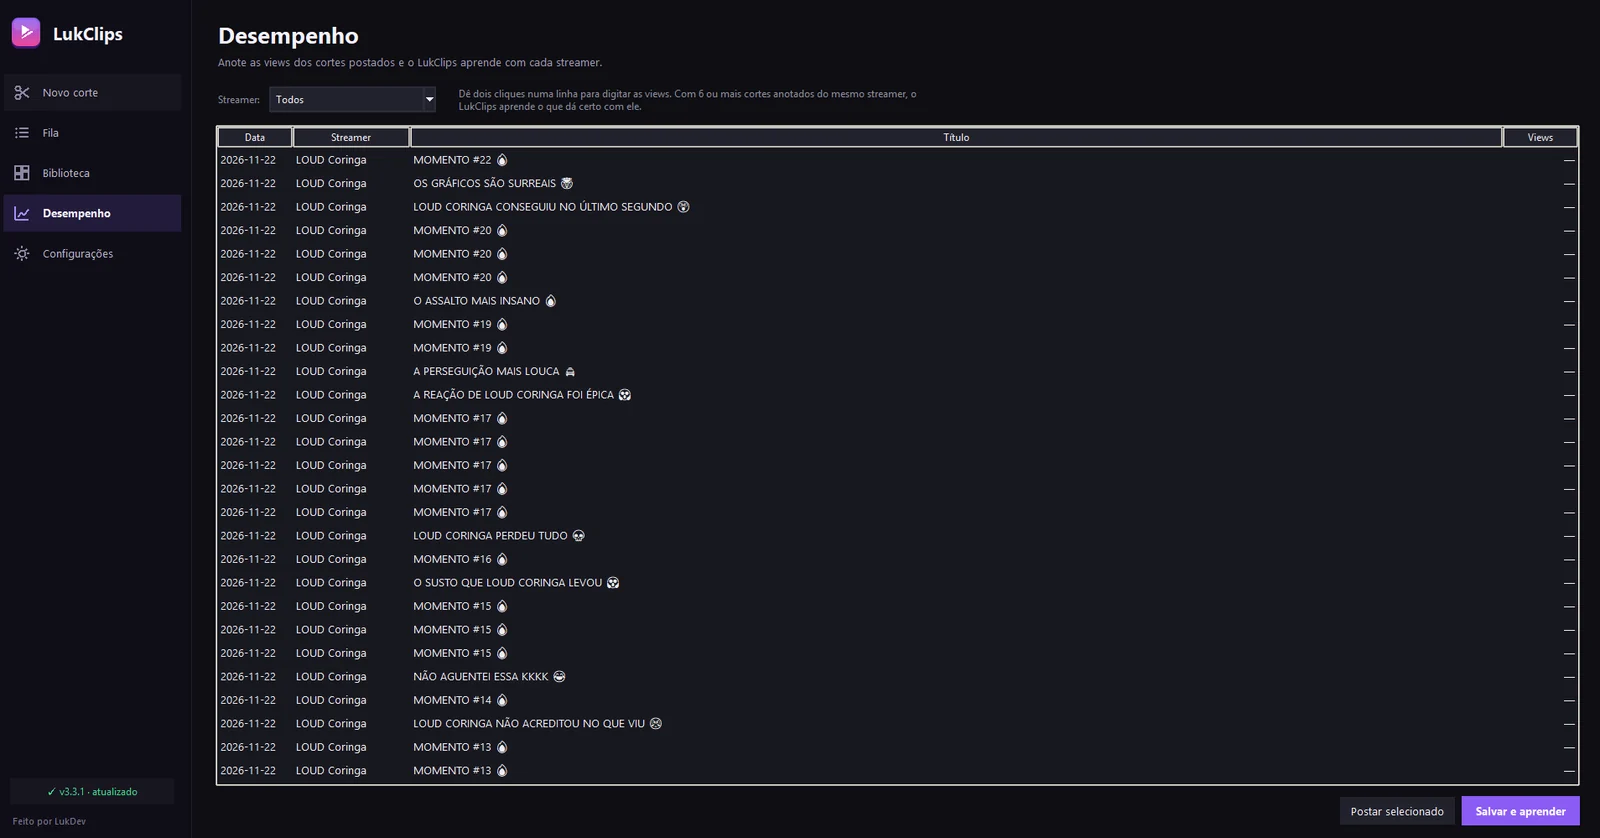 LukClips
Novo corte
Fila
Biblioteca
Desempenho
Configurações
✓ v3.3.1 · atualizado
Feito por LukDev
Desempenho
Anote as views dos cortes postados e o LukClips aprende com cada streamer.
Streamer: Todos
Dê dois cliques numa linha para digitar as views. Com 6 ou mais cortes anotados do mesmo streamer, o
LukClips aprende o que dá certo com ele.
Data Streamer Título Views
2026-11-22 LOUD Coringa MOMENTO #22 —
2026-11-22 LOUD Coringa OS GRÁFICOS SÃO SURREAIS —
2026-11-22 LOUD Coringa LOUD CORINGA CONSEGUIU NO ÚLTIMO SEGUNDO —
2026-11-22 LOUD Coringa MOMENTO #20 —
2026-11-22 LOUD Coringa MOMENTO #20 —
2026-11-22 LOUD Coringa MOMENTO #20 —
2026-11-22 LOUD Coringa O ASSALTO MAIS INSANO —
2026-11-22 LOUD Coringa MOMENTO #19 —
2026-11-22 LOUD Coringa MOMENTO #19 —
2026-11-22 LOUD Coringa A PERSEGUIÇÃO MAIS LOUCA —
2026-11-22 LOUD Coringa A REAÇÃO DE LOUD CORINGA FOI ÉPICA —
2026-11-22 LOUD Coringa MOMENTO #17 —
2026-11-22 LOUD Coringa MOMENTO #17 —
2026-11-22 LOUD Coringa MOMENTO #17 —
2026-11-22 LOUD Coringa MOMENTO #17 —
2026-11-22 LOUD Coringa MOMENTO #17 —
2026-11-22 LOUD Coringa LOUD CORINGA PERDEU TUDO —
2026-11-22 LOUD Coringa MOMENTO #16 —
2026-11-22 LOUD Coringa O SUSTO QUE LOUD CORINGA LEVOU —
2026-11-22 LOUD Coringa MOMENTO #15 —
2026-11-22 LOUD Coringa MOMENTO #15 —
2026-11-22 LOUD Coringa MOMENTO #15 —
2026-11-22 LOUD Coringa NÃO AGUENTEI ESSA KKKK —
2026-11-22 LOUD Coringa MOMENTO #14 —
2026-11-22 LOUD Coringa LOUD CORINGA NÃO ACREDITOU NO QUE VIU —
2026-11-22 LOUD Coringa MOMENTO #13 —
2026-11-22 LOUD Coringa MOMENTO #13 —
Postar selecionado
Salvar e aprender